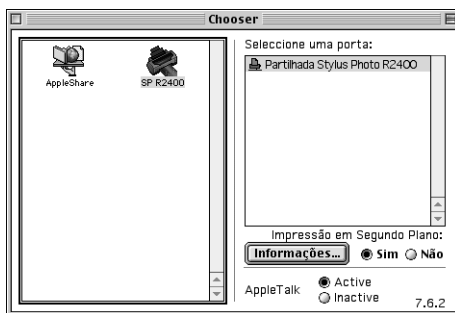 Chooser
AppleShare
SP R2400
Seleccione uma porta:
Partilhada Stylus Photo R2400
Impressão em Segundo Plano:
Informações... Sim Não
AppleTalk
Active
Inactive
7.6.2